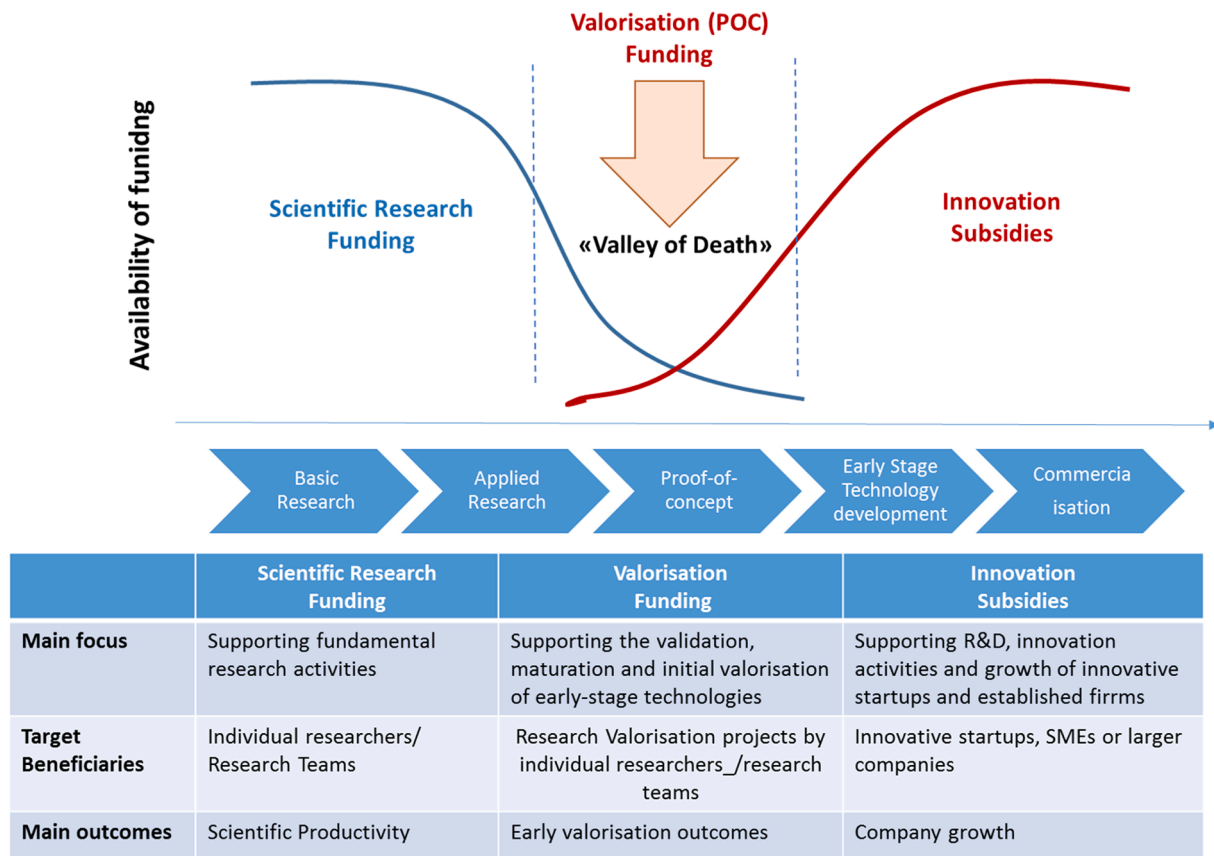 Valorisation (POC)
Funding
Availability of funidng
Scientific Research
Funding
«Valley of Death»
Innovation
Subsidies
Basic
Research
Applied
Research
Proof-of-
concept
Early Stage
Technology
development
Commercia
isation
Scientific Research
Funding
Valorisation
Funding
Innovation
Subsidies
Main focus
Supporting fundamental
research activities
Supporting the validation,
maturation and initial valorisation
of early-stage technologies
Supporting R&D, innovation
activities and growth of innovative
startups and established firrms
Target
Beneficiaries
Individual researchers/
Research Teams
Research Valorisation projects by
individual researchers_/research
teams
Innovative startups, SMEs or larger
companies
Main outcomes
Scientific Productivity
Early valorisation outcomes
Company growth